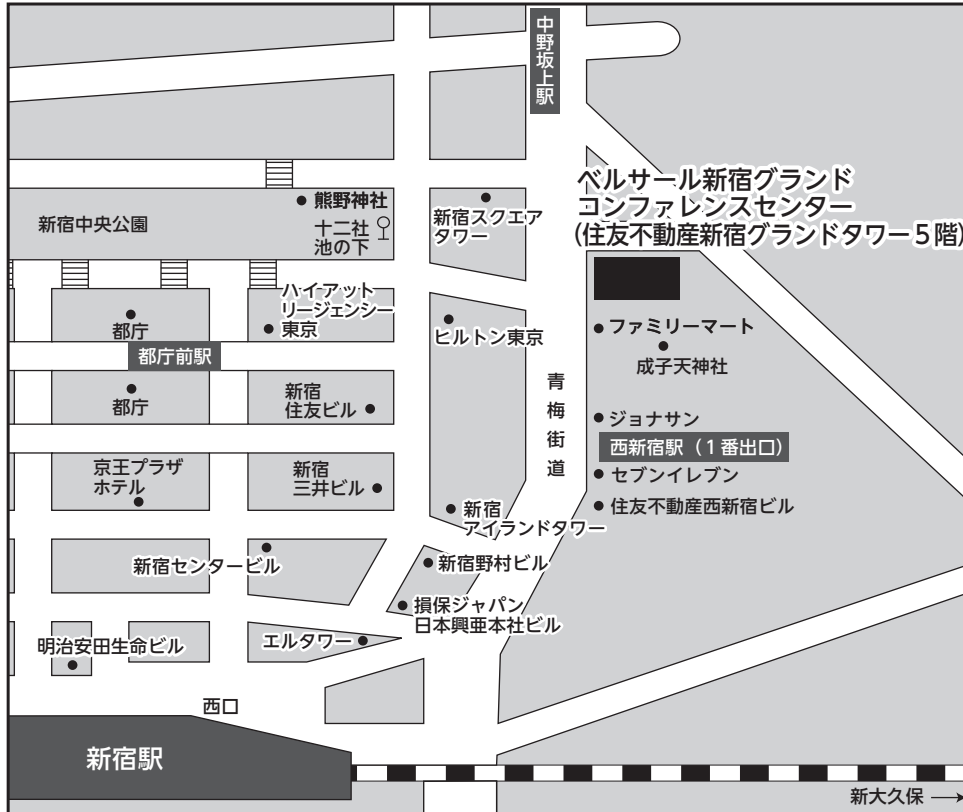 中野坂上駅
ベルサール新宿グランド
コンファレンスセンター
(住友不動産新宿グランドタワー5階)
熊野神社
新宿中央公園
十二社
池の下
新宿スクエア
タワー
ハイアット
リージェンシー
東京
都庁
ヒルトン東京
ファミリーマート
成子天神社
都庁前駅
青梅街道
都庁
新宿
住友ビル
ジョナサン
西新宿駅(1番出口)
京王プラザ
ホテル
新宿
三井ビル
セブンイレブン
住友不動産西新宿ビル
新宿
アイランドタワー
新宿センタービル
新宿野村ビル
損保ジャパン
日本興亜本社ビル
明治安田生命ビル
エルタワー
西口
新宿駅
新大久保